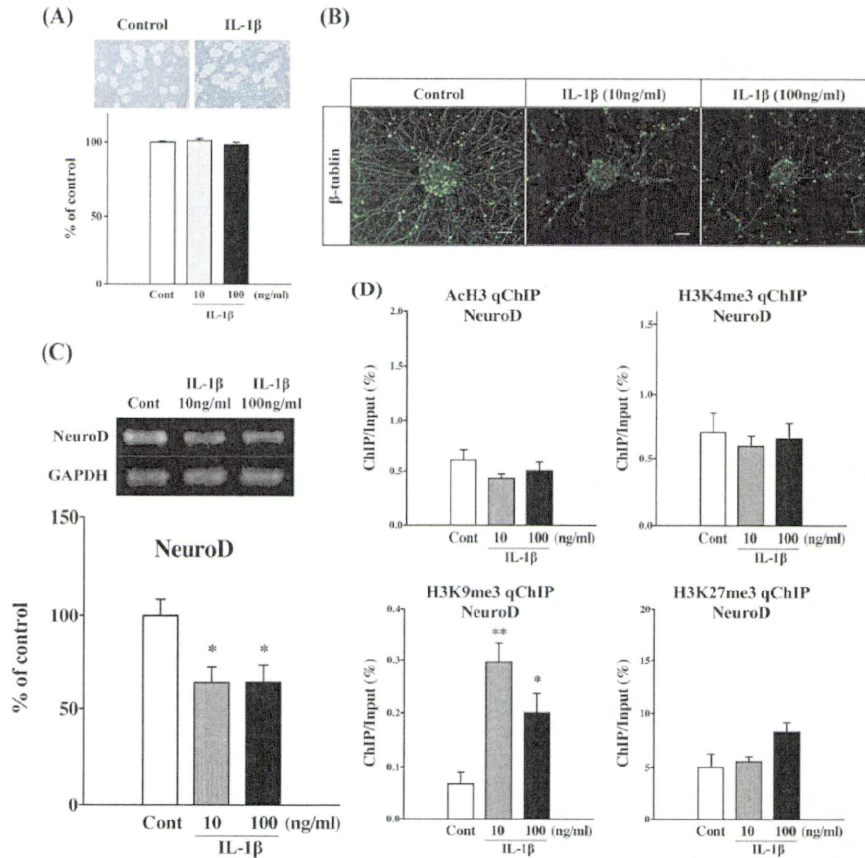 (A)
Control IL-1β
% of control
100
50
0
Cont 10 100 (ng/ml)
IL-1β
(B)
Control IL-1β (10ng/ml) IL-1β (100ng/ml)
β-tublin
(C)
Cont IL-1β 10ng/ml IL-1β 100ng/ml
NeuroD
GAPDH
NeuroD
% of control
150
100
50
0
Cont 10 100 (ng/ml)
IL-1β
(D)
AcH3 qChIP
NeuroD
ChIP/Input (%)
2.0
1.5
1.0
0.5
0.0
Cont 10 100 (ng/ml)
IL-1β
H3K4me3 qChIP
NeuroD
ChIP/Input (%)
1.5
1.0
0.5
0.0
Cont 10 100 (ng/ml)
IL-1β
H3K9me3 qChIP
NeuroD
ChIP/Input (%)
0.4
0.3
0.2
0.1
0.0
** *
Cont 10 100 (ng/ml)
IL-1β
H3K27me3 qChIP
NeuroD
ChIP/Input (%)
20
15
10
5
0
Cont 10 100 (ng/ml)
IL-1β